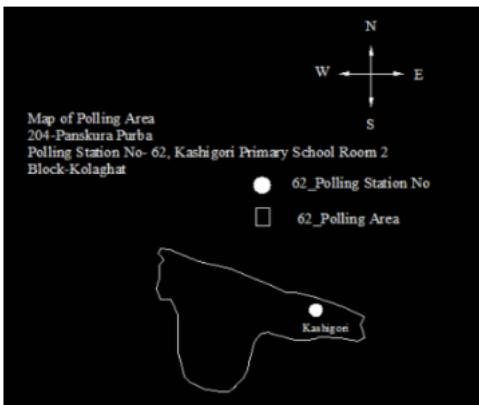 N
W E
S
Map of Polling Area
204-Panskura Purba
Polling Station No- 62, Kashigori Primary School Room 2
Block-Kolaghat
62_Polling Station No
62_Polling Area
Kashigori